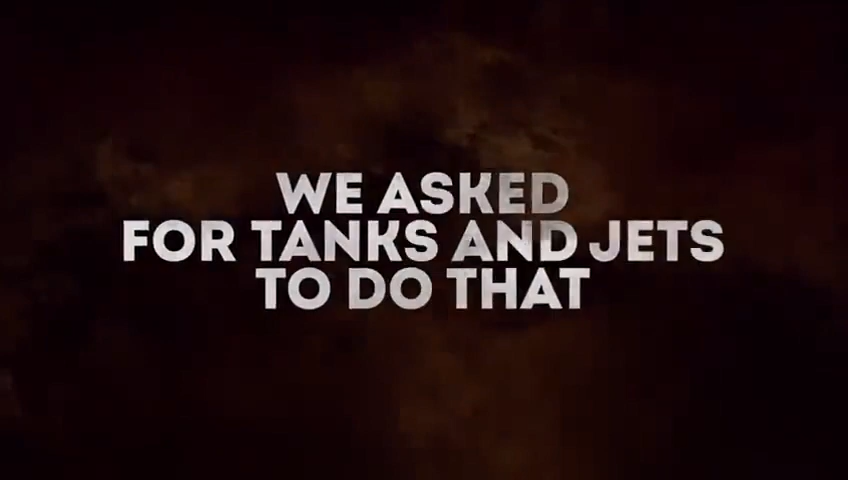 WE ASKED
FOR TANKS AND JETS
TO DO THAT